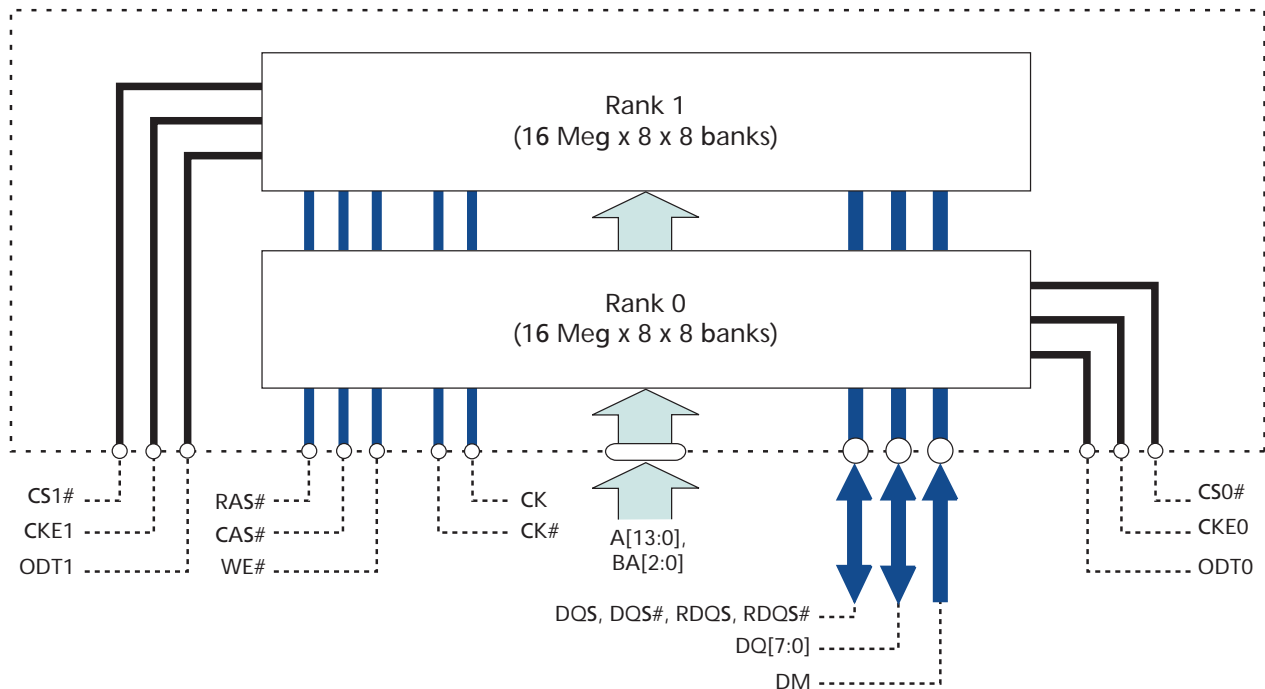 Rank 1
(16 Meg x 8 x 8 banks)
Rank 0
(16 Meg x 8 x 8 banks)
CS1#
CKE1
ODT1
RAS#
CAS#
WE#
CK
CK#
A[13:0],
BA[2:0]
CS0#
CKE0
ODT0
DQS, DQS#, RDQS, RDQS#
DQ[7:0]
DM